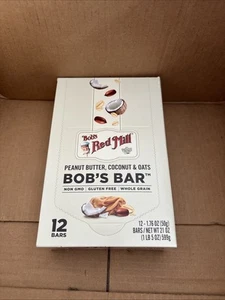 Bob's
Red Mill
PEANUT BUTTER, COCONUT & OATS
BOB'S BAR™
NON GMO | GLUTEN FREE | WHOLE GRAIN
12
BARS
12 - 1.76 OZ (50g)
BARS / NET WT 21 OZ
(1 LB 5 OZ) 595g